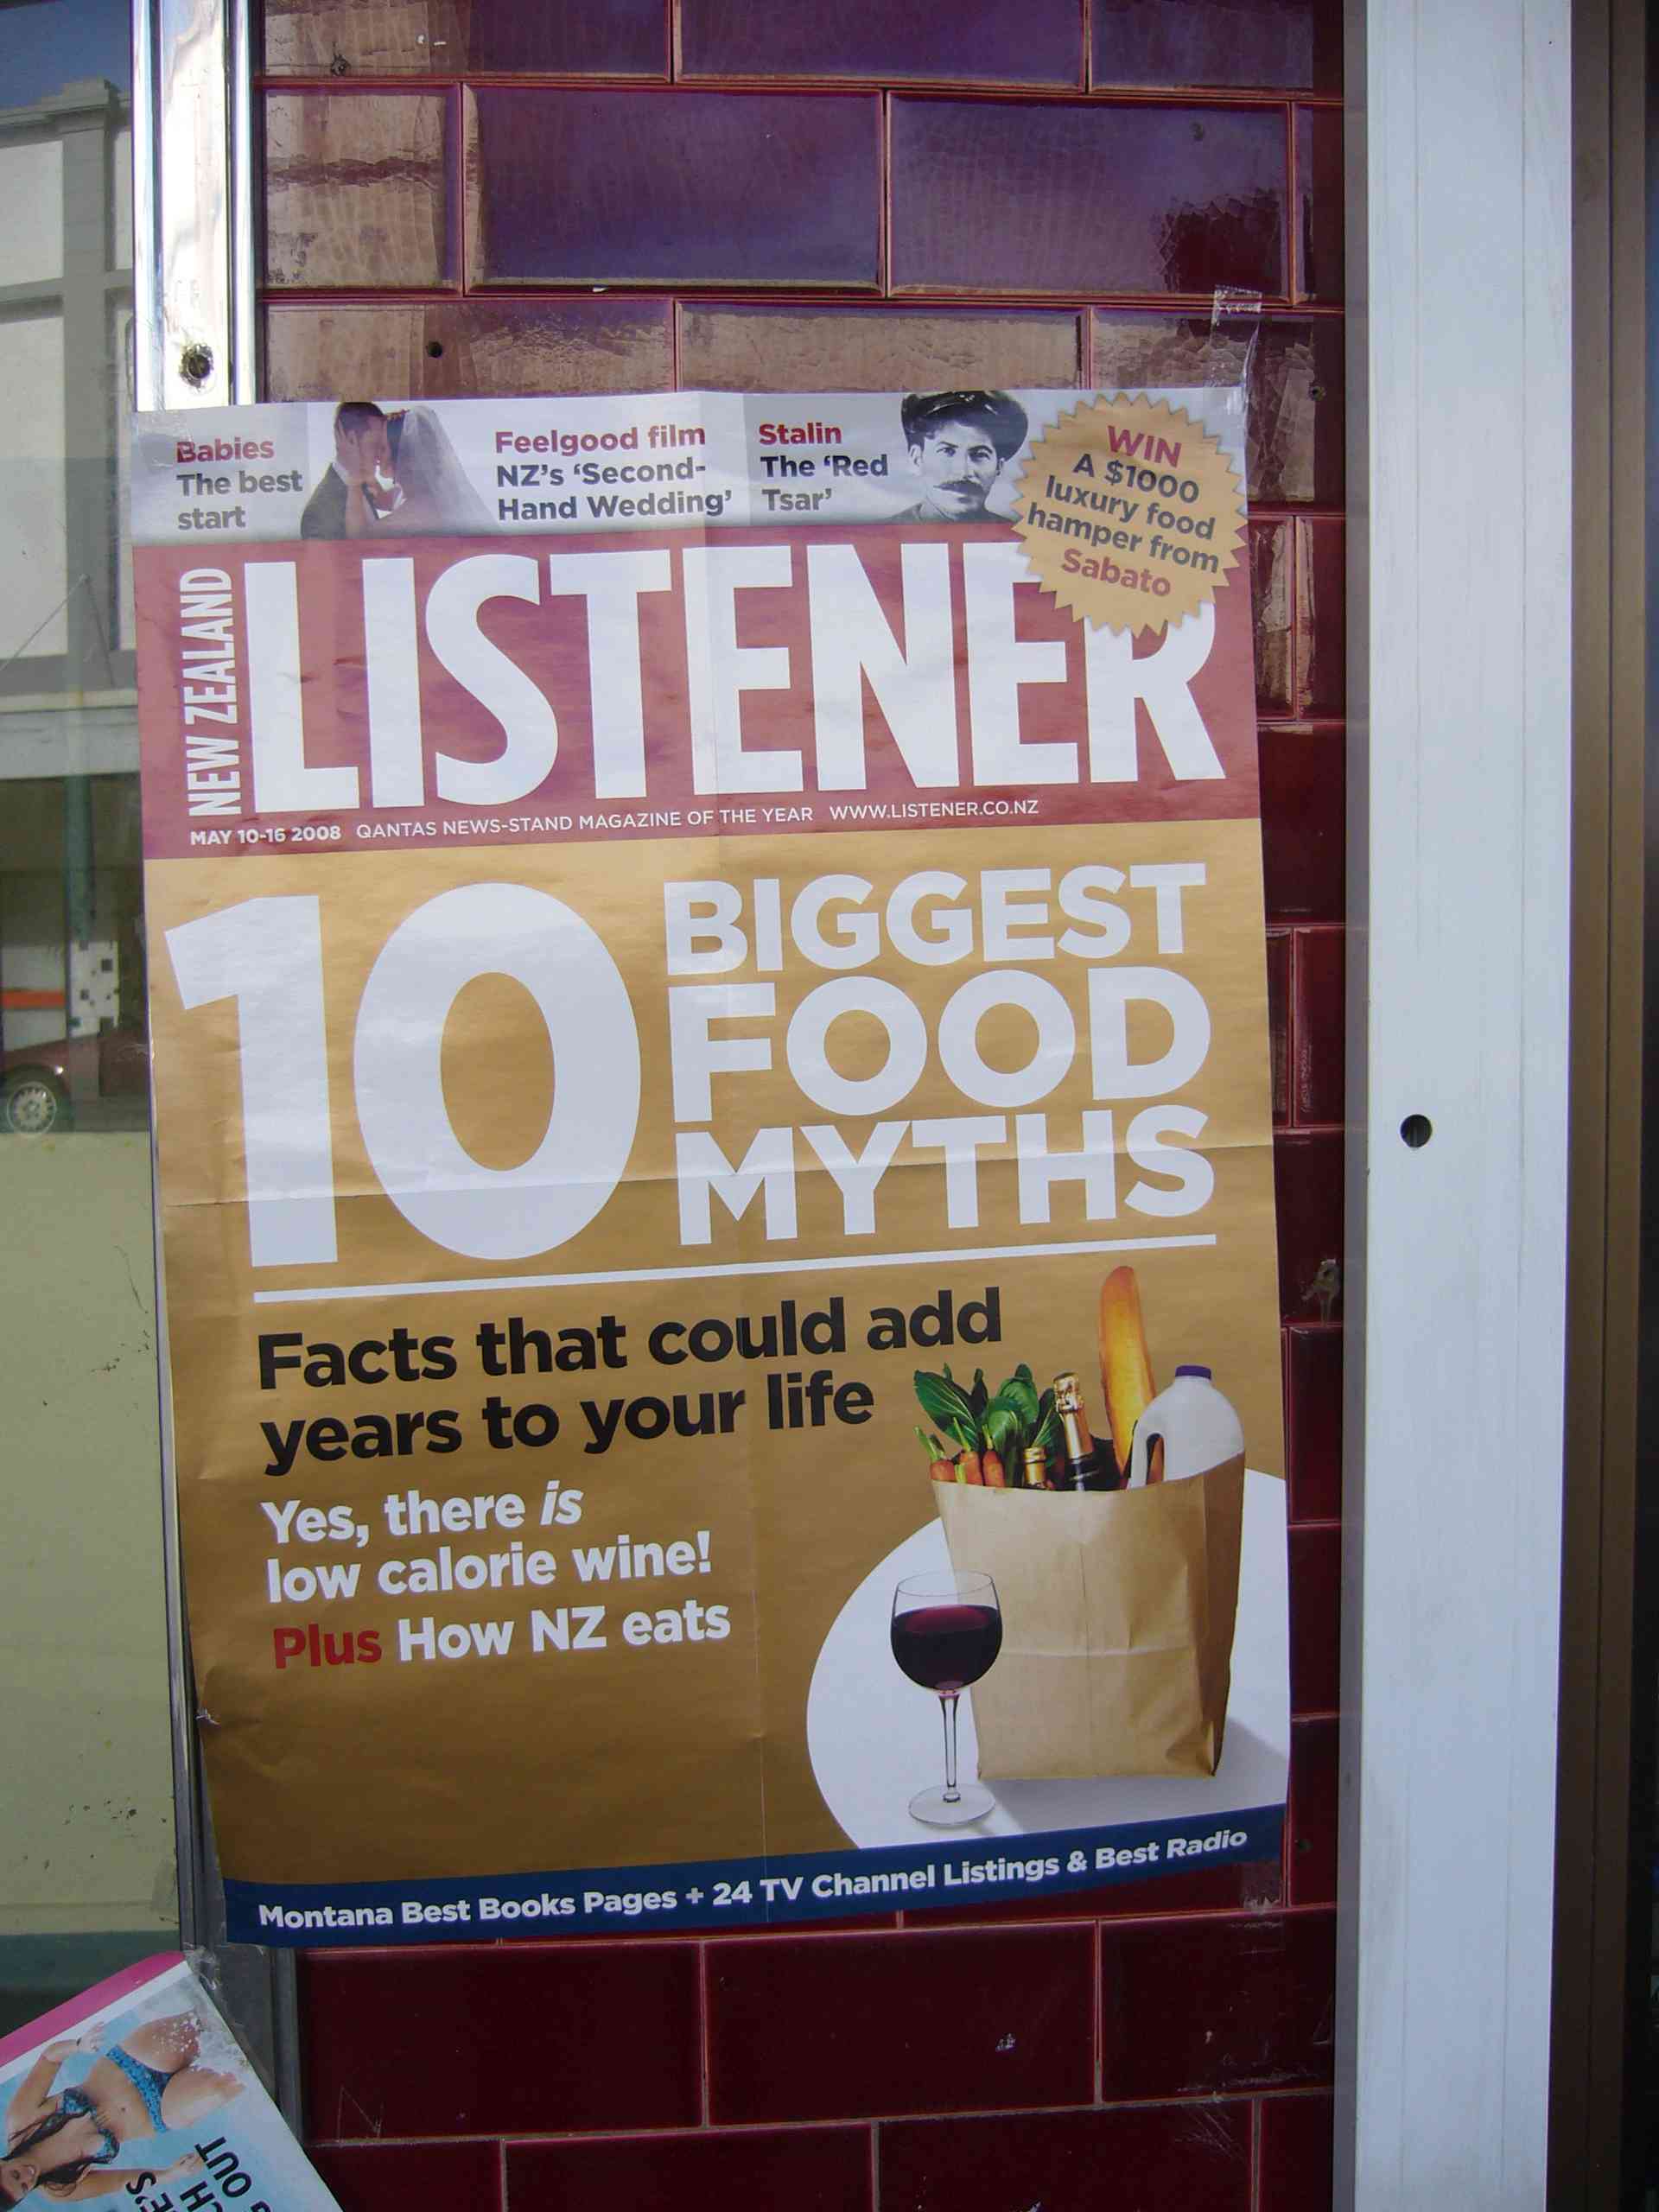 Babies
The best
start
Feelgood film
NZ's 'Second-
Hand Wedding'
Stalin
The 'Red
Tsar'
WIN
A $1000
luxury food
hamper from
Sabato
NEW ZEALAND
LISTENER
MAY 10-16 2008 QANTAS NEWS-STAND MAGAZINE OF THE YEAR WWW.LISTENER.CO.NZ
10
BIGGEST
FOOD
MYTHS
Facts that could add
years to your life
Yes, there is
low calorie wine!
Plus How NZ eats
Montana Best Books Pages + 24 TV Channel Listings & Best Radio
OUT